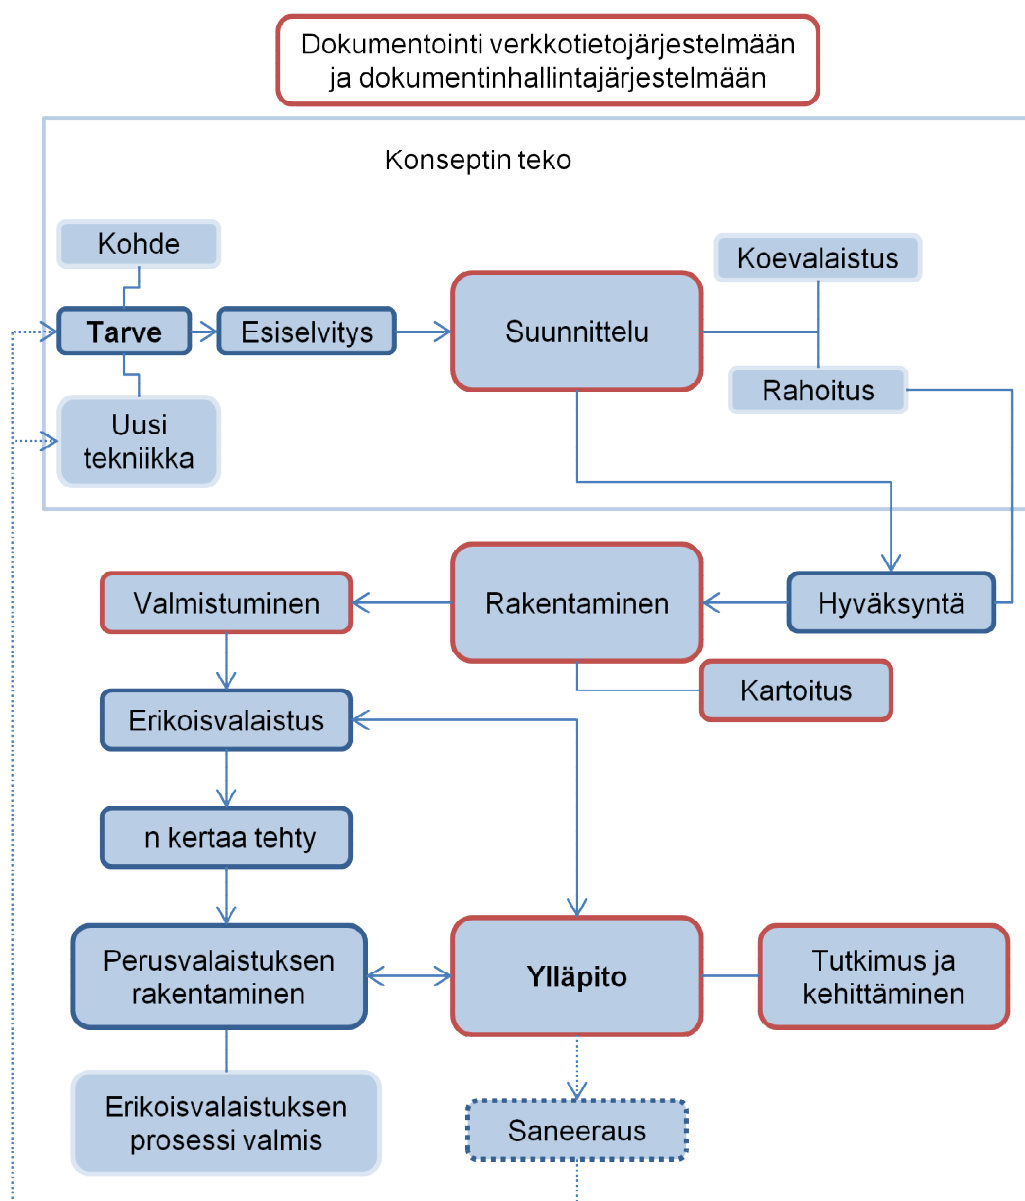 Dokumentointi verkkotietojärjestelmään
ja dokumentinhallintajärjestelmään
Konseptin teko
Kohde
Koevalaistus
Tarve
Esiselvitys
Suunnittelu
Rahoitus
Uusi
tekniikka
Valmistuminen
Rakentaminen
Hyväksyntä
Kartoitus
Erikoisvalaistus
n kertaa tehty
Perusvalaistuksen
rakentaminen
Ylläpito
Tutkimus ja
kehittäminen
Erikoisvalaistuksen
prosessi valmis
Saneeraus